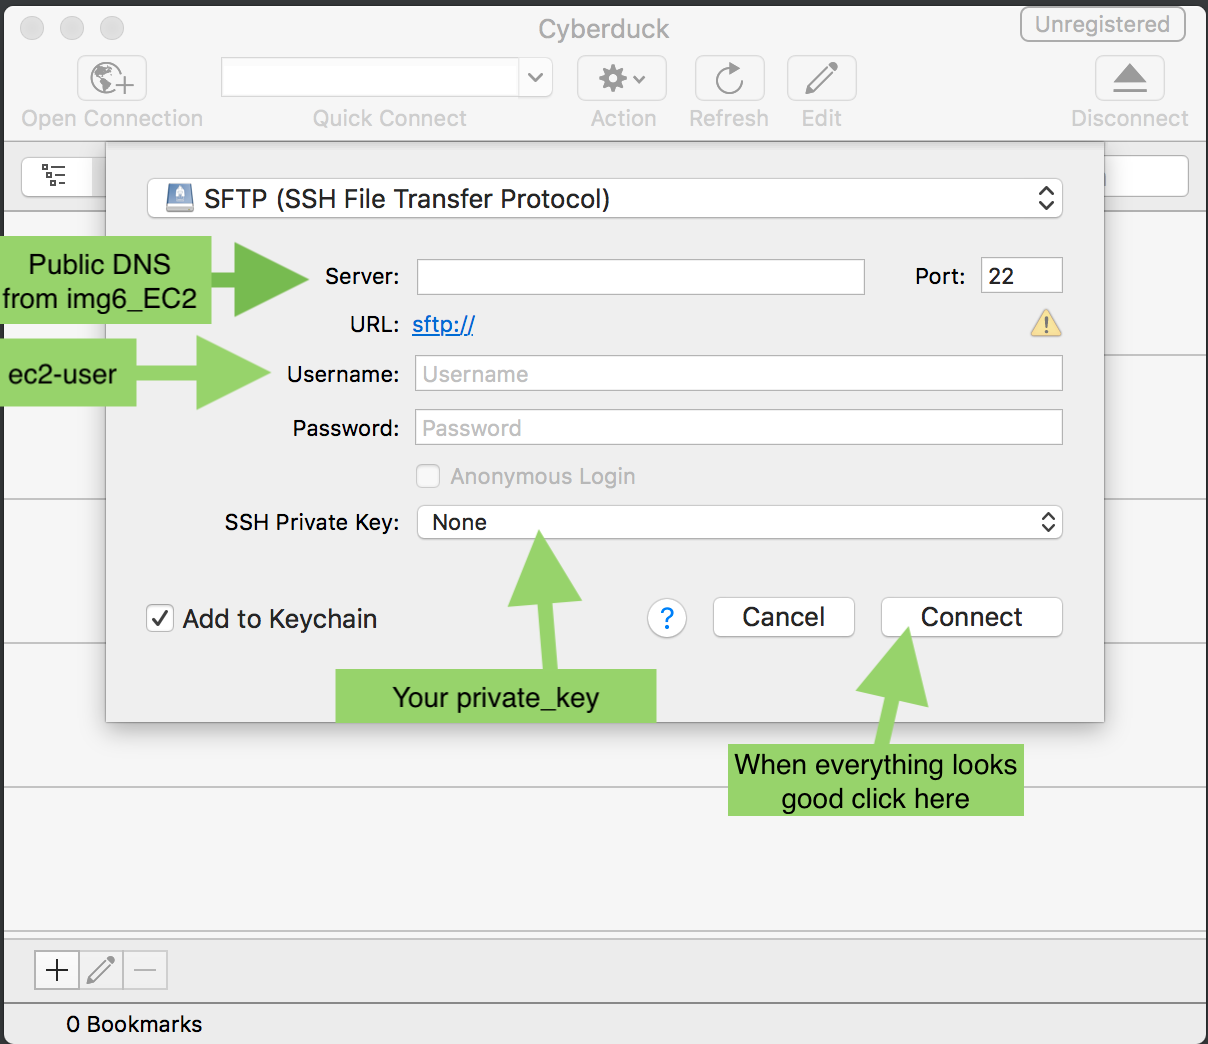 Cyberduck
Unregistered
Open Connection
Quick Connect
Action
Refresh
Edit
Disconnect
SFTP (SSH File Transfer Protocol)
Public DNS
from img6_EC2
Server:
Port:
22
URL:
sftp://
ec2-user
Username:
Username
Password:
Password
Anonymous Login
SSH Private Key:
None
Add to Keychain
?
Cancel
Connect
Your private_key
When everything looks
good click here
0 Bookmarks